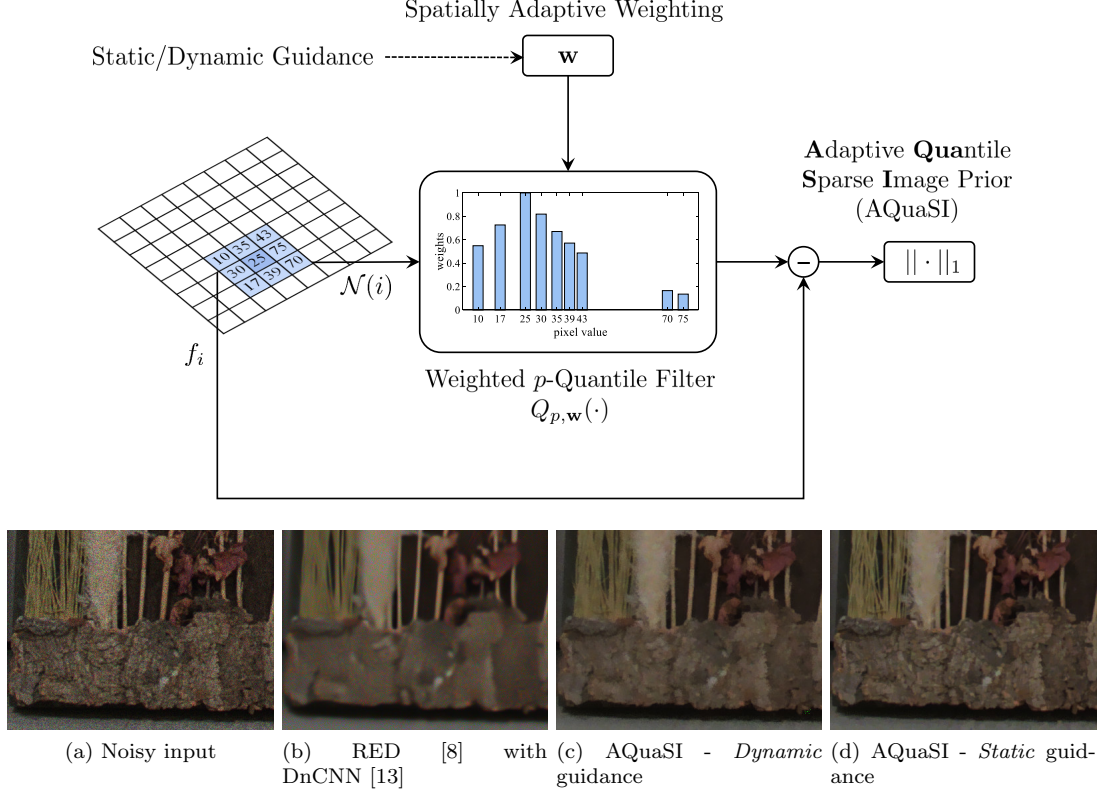 Spatially Adaptive Weighting
Static/Dynamic Guidance
w
Adaptive Quantile
Sparse Image Prior
(AQuaSI)
10 35 43
30 25 75
17 39 70
N(i)
f_i
weights
1
0.8
0.6
0.4
0.2
0
10 17 25 30 35 39 43 70 75
pixel value
−
|| · ||₁
Weighted p-Quantile Filter
Q_{p,w}(·)
(a) Noisy input
(b) RED [8] with
DnCNN [13]
(c) AQuaSI - Dynamic
guidance
(d) AQuaSI - Static guid-
ance